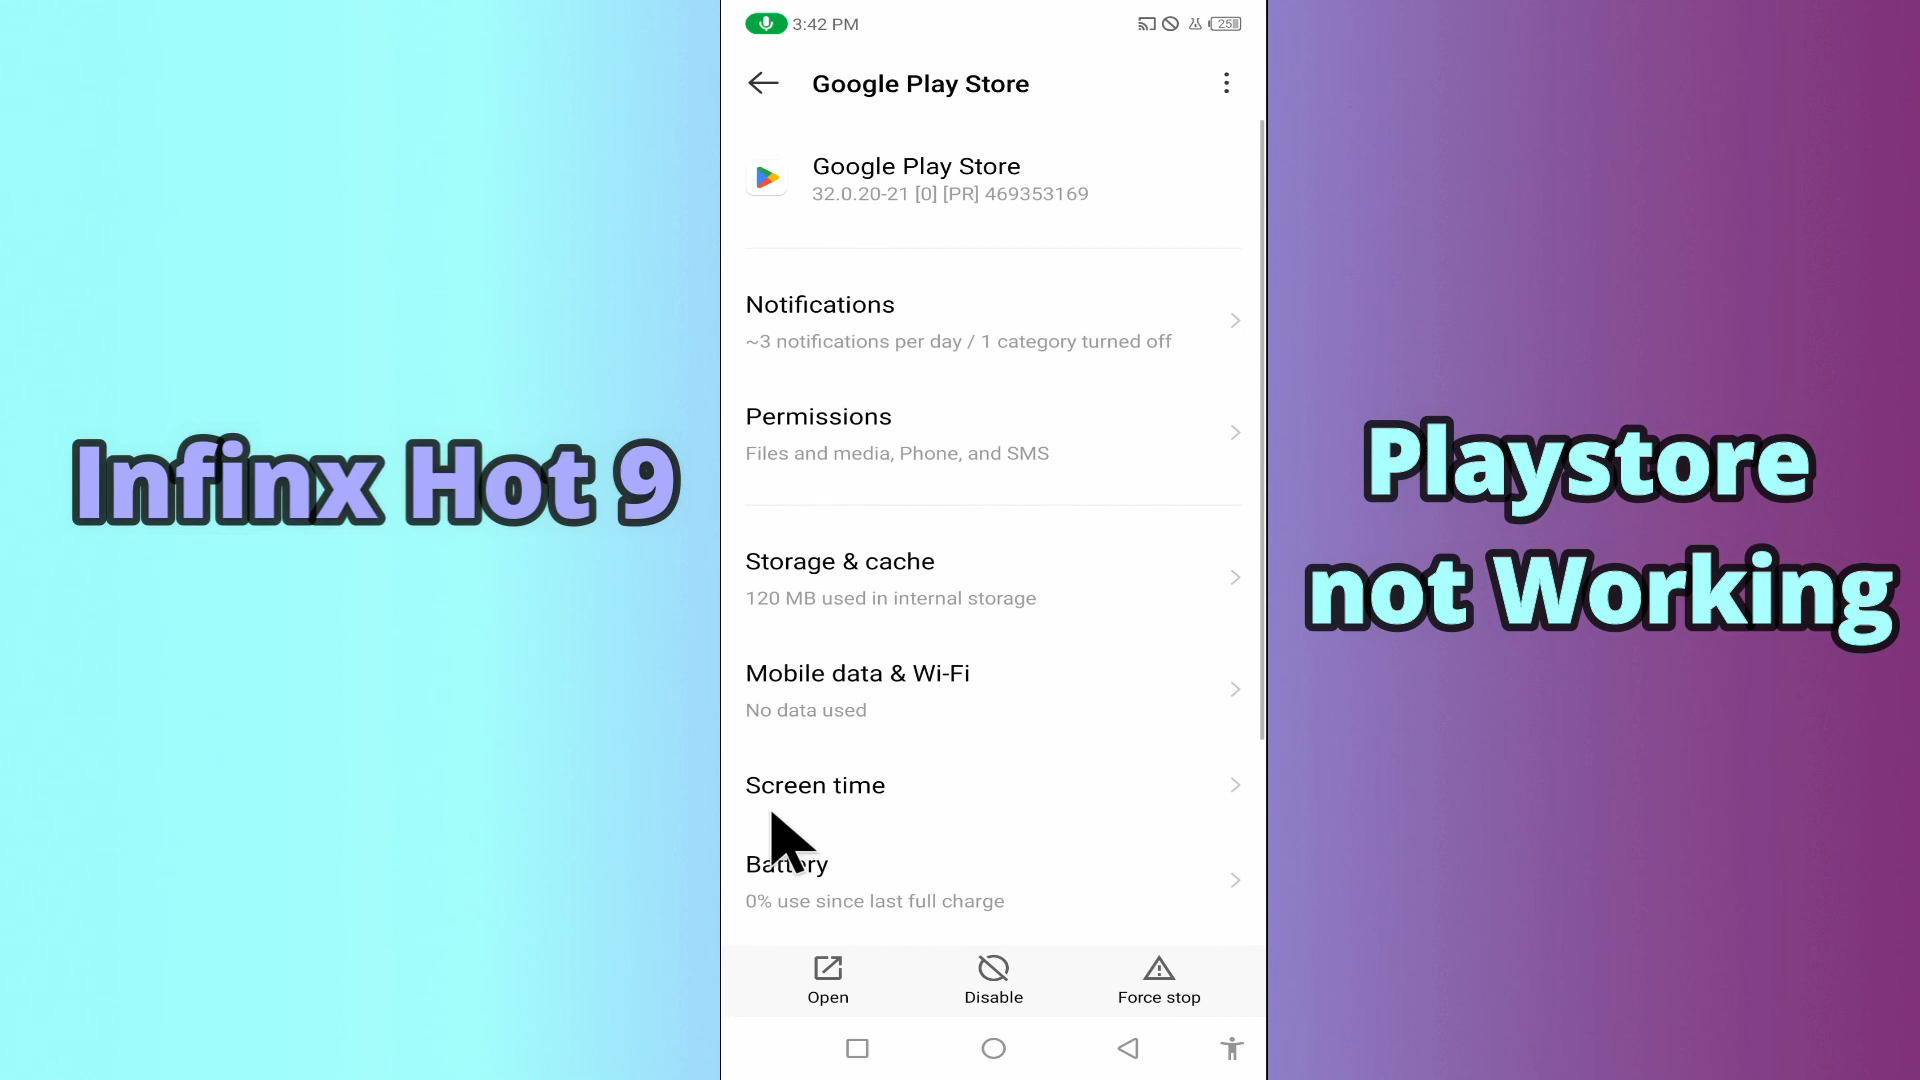 3:42 PM
25
Google Play Store
Google Play Store
32.0.20-21 [0] [PR] 469353169
Notifications
~3 notifications per day / 1 category turned off
Permissions
Files and media, Phone, and SMS
Storage & cache
120 MB used in internal storage
Mobile data & Wi-Fi
No data used
Screen time
Battery
0% use since last full charge
Open
Disable
Force stop
Infinx Hot 9
Playstore
not Working